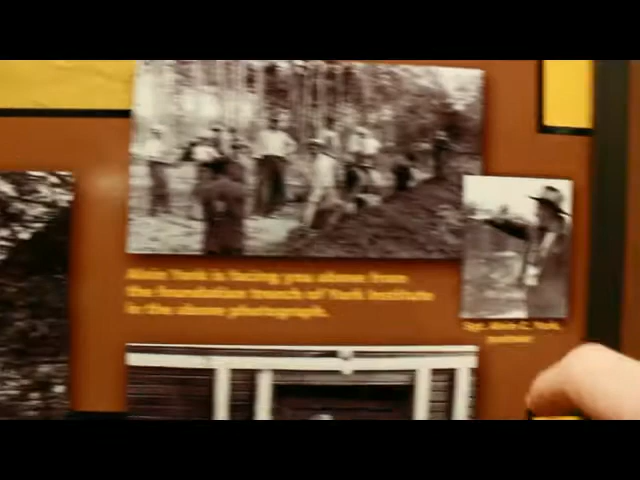 Alvin York is facing you above from
the foundation trench of York Institute
in the above photograph.
Sgt. Alvin C. York,